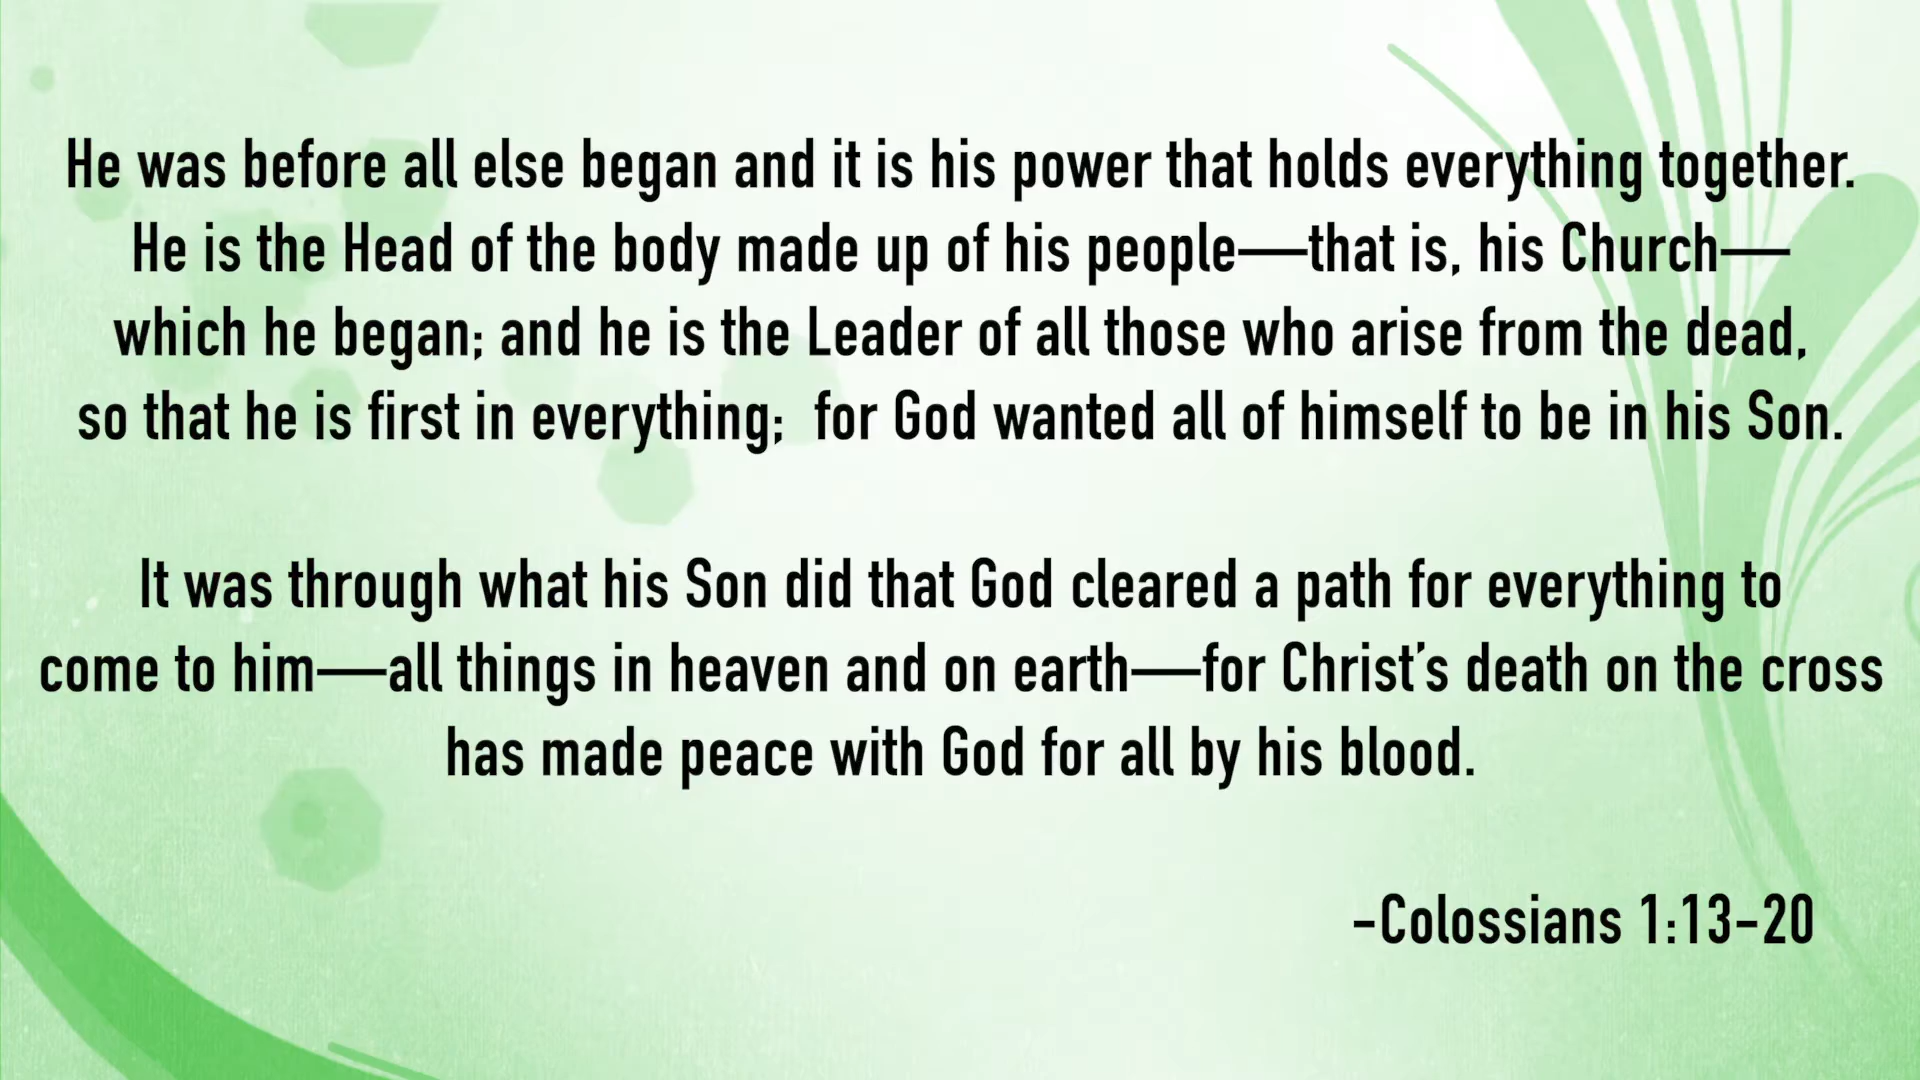 He was before all else began and it is his power that holds everything together.
He is the Head of the body made up of his people—that is, his Church—
which he began; and he is the Leader of all those who arise from the dead,
so that he is first in everything;  for God wanted all of himself to be in his Son.
It was through what his Son did that God cleared a path for everything to
come to him—all things in heaven and on earth—for Christ’s death on the cross
has made peace with God for all by his blood.
-Colossians 1:13-20